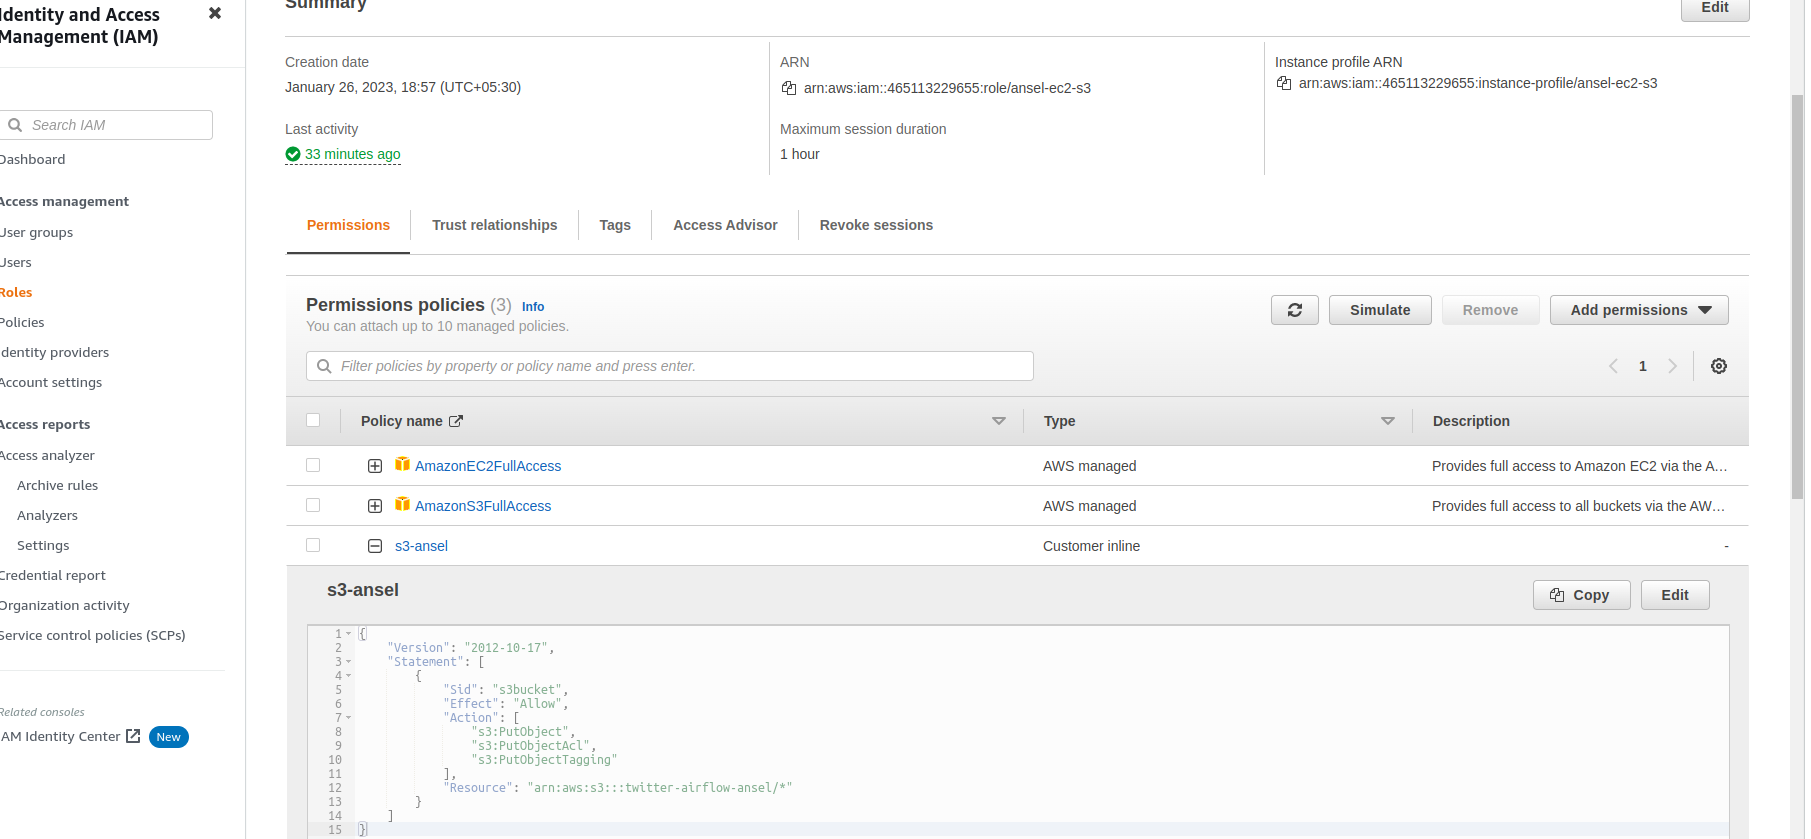 Identity and Access
Management (IAM)
Search IAM
Dashboard
Access management
User groups
Users
Roles
Policies
Identity providers
Account settings
Access reports
Access analyzer
Archive rules
Analyzers
Settings
Credential report
Organization activity
Service control policies (SCPs)
Related consoles
IAM Identity Center New
Summary
Edit
Creation date
January 26, 2023, 18:57 (UTC+05:30)
Last activity
33 minutes ago
ARN
arn:aws:iam::465113229655:role/ansel-ec2-s3
Maximum session duration
1 hour
Instance profile ARN
arn:aws:iam::465113229655:instance-profile/ansel-ec2-s3
Permissions Trust relationships Tags Access Advisor Revoke sessions
Permissions policies (3) Info
You can attach up to 10 managed policies.
Simulate Remove Add permissions
Filter policies by property or policy name and press enter.
1
Policy name Type Description
AmazonEC2FullAccess AWS managed Provides full access to Amazon EC2 via the A...
AmazonS3FullAccess AWS managed Provides full access to all buckets via the AW...
s3-ansel Customer inline -
s3-ansel
Copy Edit
1 {
2 "Version": "2012-10-17",
3 "Statement": [
4 {
5 "Sid": "s3bucket",
6 "Effect": "Allow",
7 "Action": [
8 "s3:PutObject",
9 "s3:PutObjectAcl",
10 "s3:PutObjectTagging"
11 ],
12 "Resource": "arn:aws:s3:::twitter-airflow-ansel/*"
13 }
14 ]
15 }